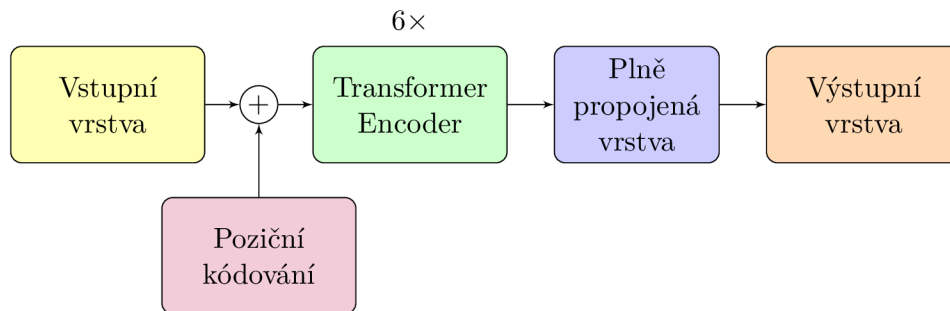 6×
Vstupní
vrstva
+
Transformer
Encoder
Plně
propojená
vrstva
Výstupní
vrstva
Poziční
kódování